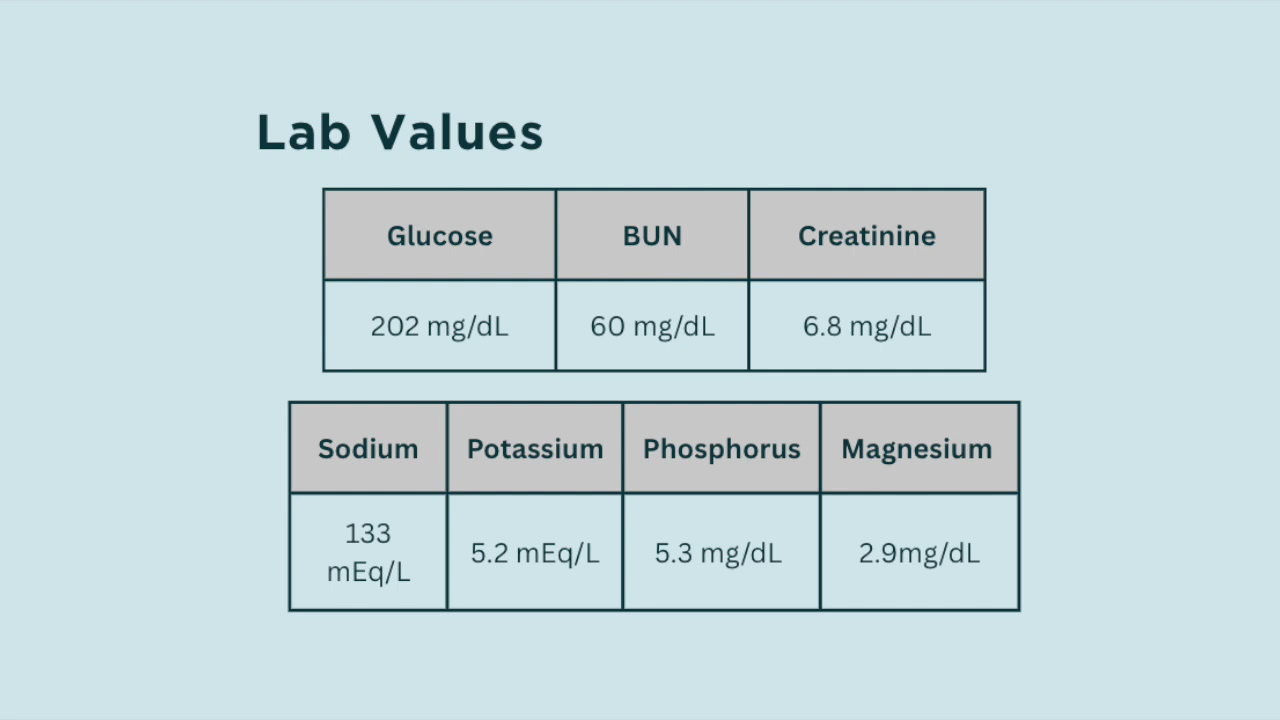 Lab Values
Glucose BUN Creatinine
202 mg/dL 60 mg/dL 6.8 mg/dL
Sodium Potassium Phosphorus Magnesium
133
mEq/L 5.2 mEq/L 5.3 mg/dL 2.9mg/dL